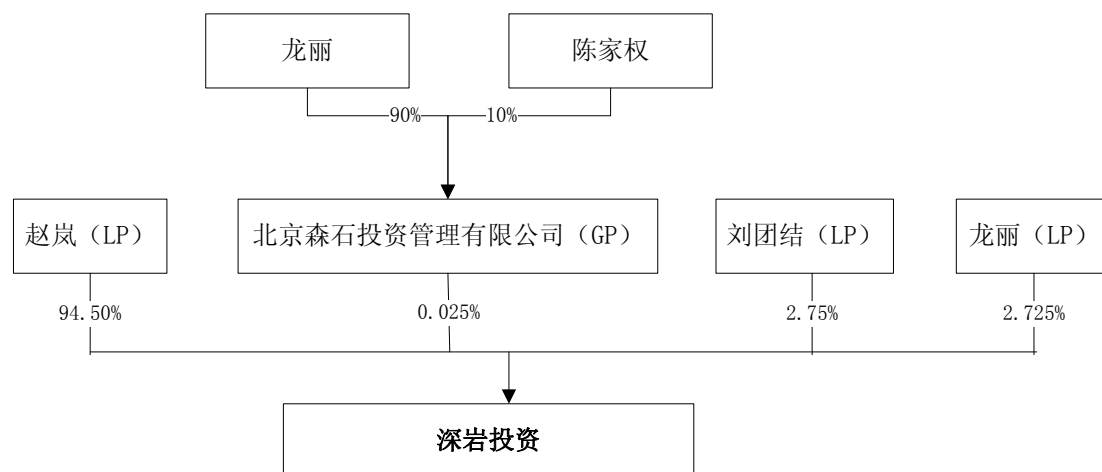 龙丽
陈家权
90%
10%
赵岚（LP）
北京森石投资管理有限公司（GP）
刘团结（LP）
龙丽（LP）
94.50%
0.025%
2.75%
2.725%
深岩投资